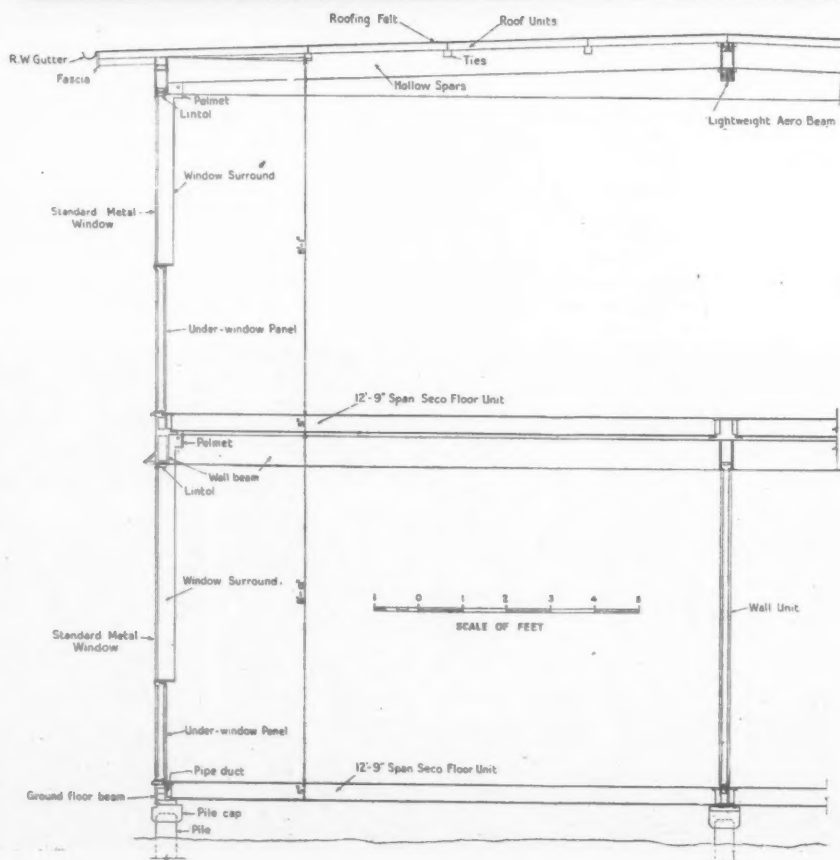 Roofing Felt
Roof Units
R.W Gutter
Ties
Fascia
Hollow Spars
Pelmet
Lintol
Lightweight Aero Beam
Window Surround
Standard Metal
Window
Under-window Panel
12'-9" Span Seco Floor Unit
Pelmet
Wall beam
Lintol
Window Surround.
1 0 1 2 3 4 5
SCALE OF FEET
Wall Unit
Standard Metal
Window
Under-window Panel
Pipe duct
12'-9" Span Seco Floor Unit
Ground floor beam
Pile cap
Pile